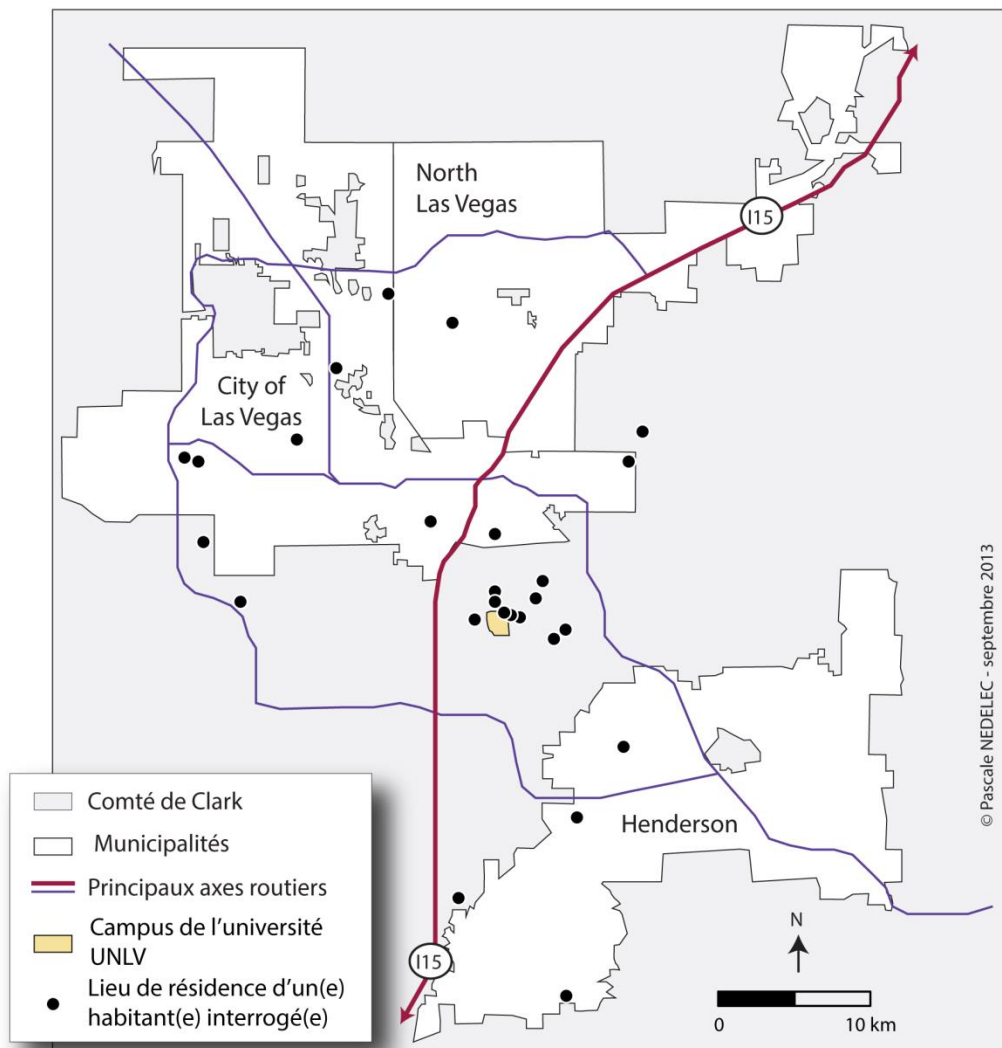 North
Las Vegas
I15
City of
Las Vegas
Henderson
© Pascale NEDELEC - septembre 2013
Comté de Clark
Municipalités
Principaux axes routiers
Campus de l'université
UNLV
Lieu de résidence d'un(e)
habitant(e) interrogé(e)
I15
N
0 10 km